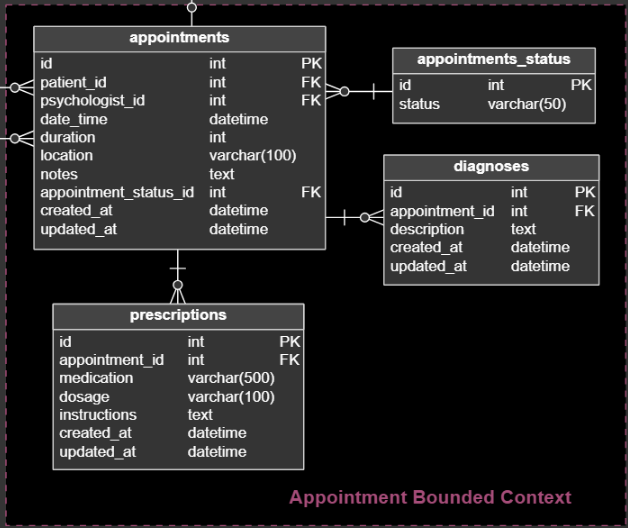 appointments
id int PK
patient_id int FK
psychologist_id int FK
date_time datetime
duration int
location varchar(100)
notes text
appointment_status_id int FK
created_at datetime
updated_at datetime
appointments_status
id int PK
status varchar(50)
diagnoses
id int PK
appointment_id int FK
description text
created_at datetime
updated_at datetime
prescriptions
id int PK
appointment_id int FK
medication varchar(500)
dosage varchar(100)
instructions text
created_at datetime
updated_at datetime
Appointment Bounded Context